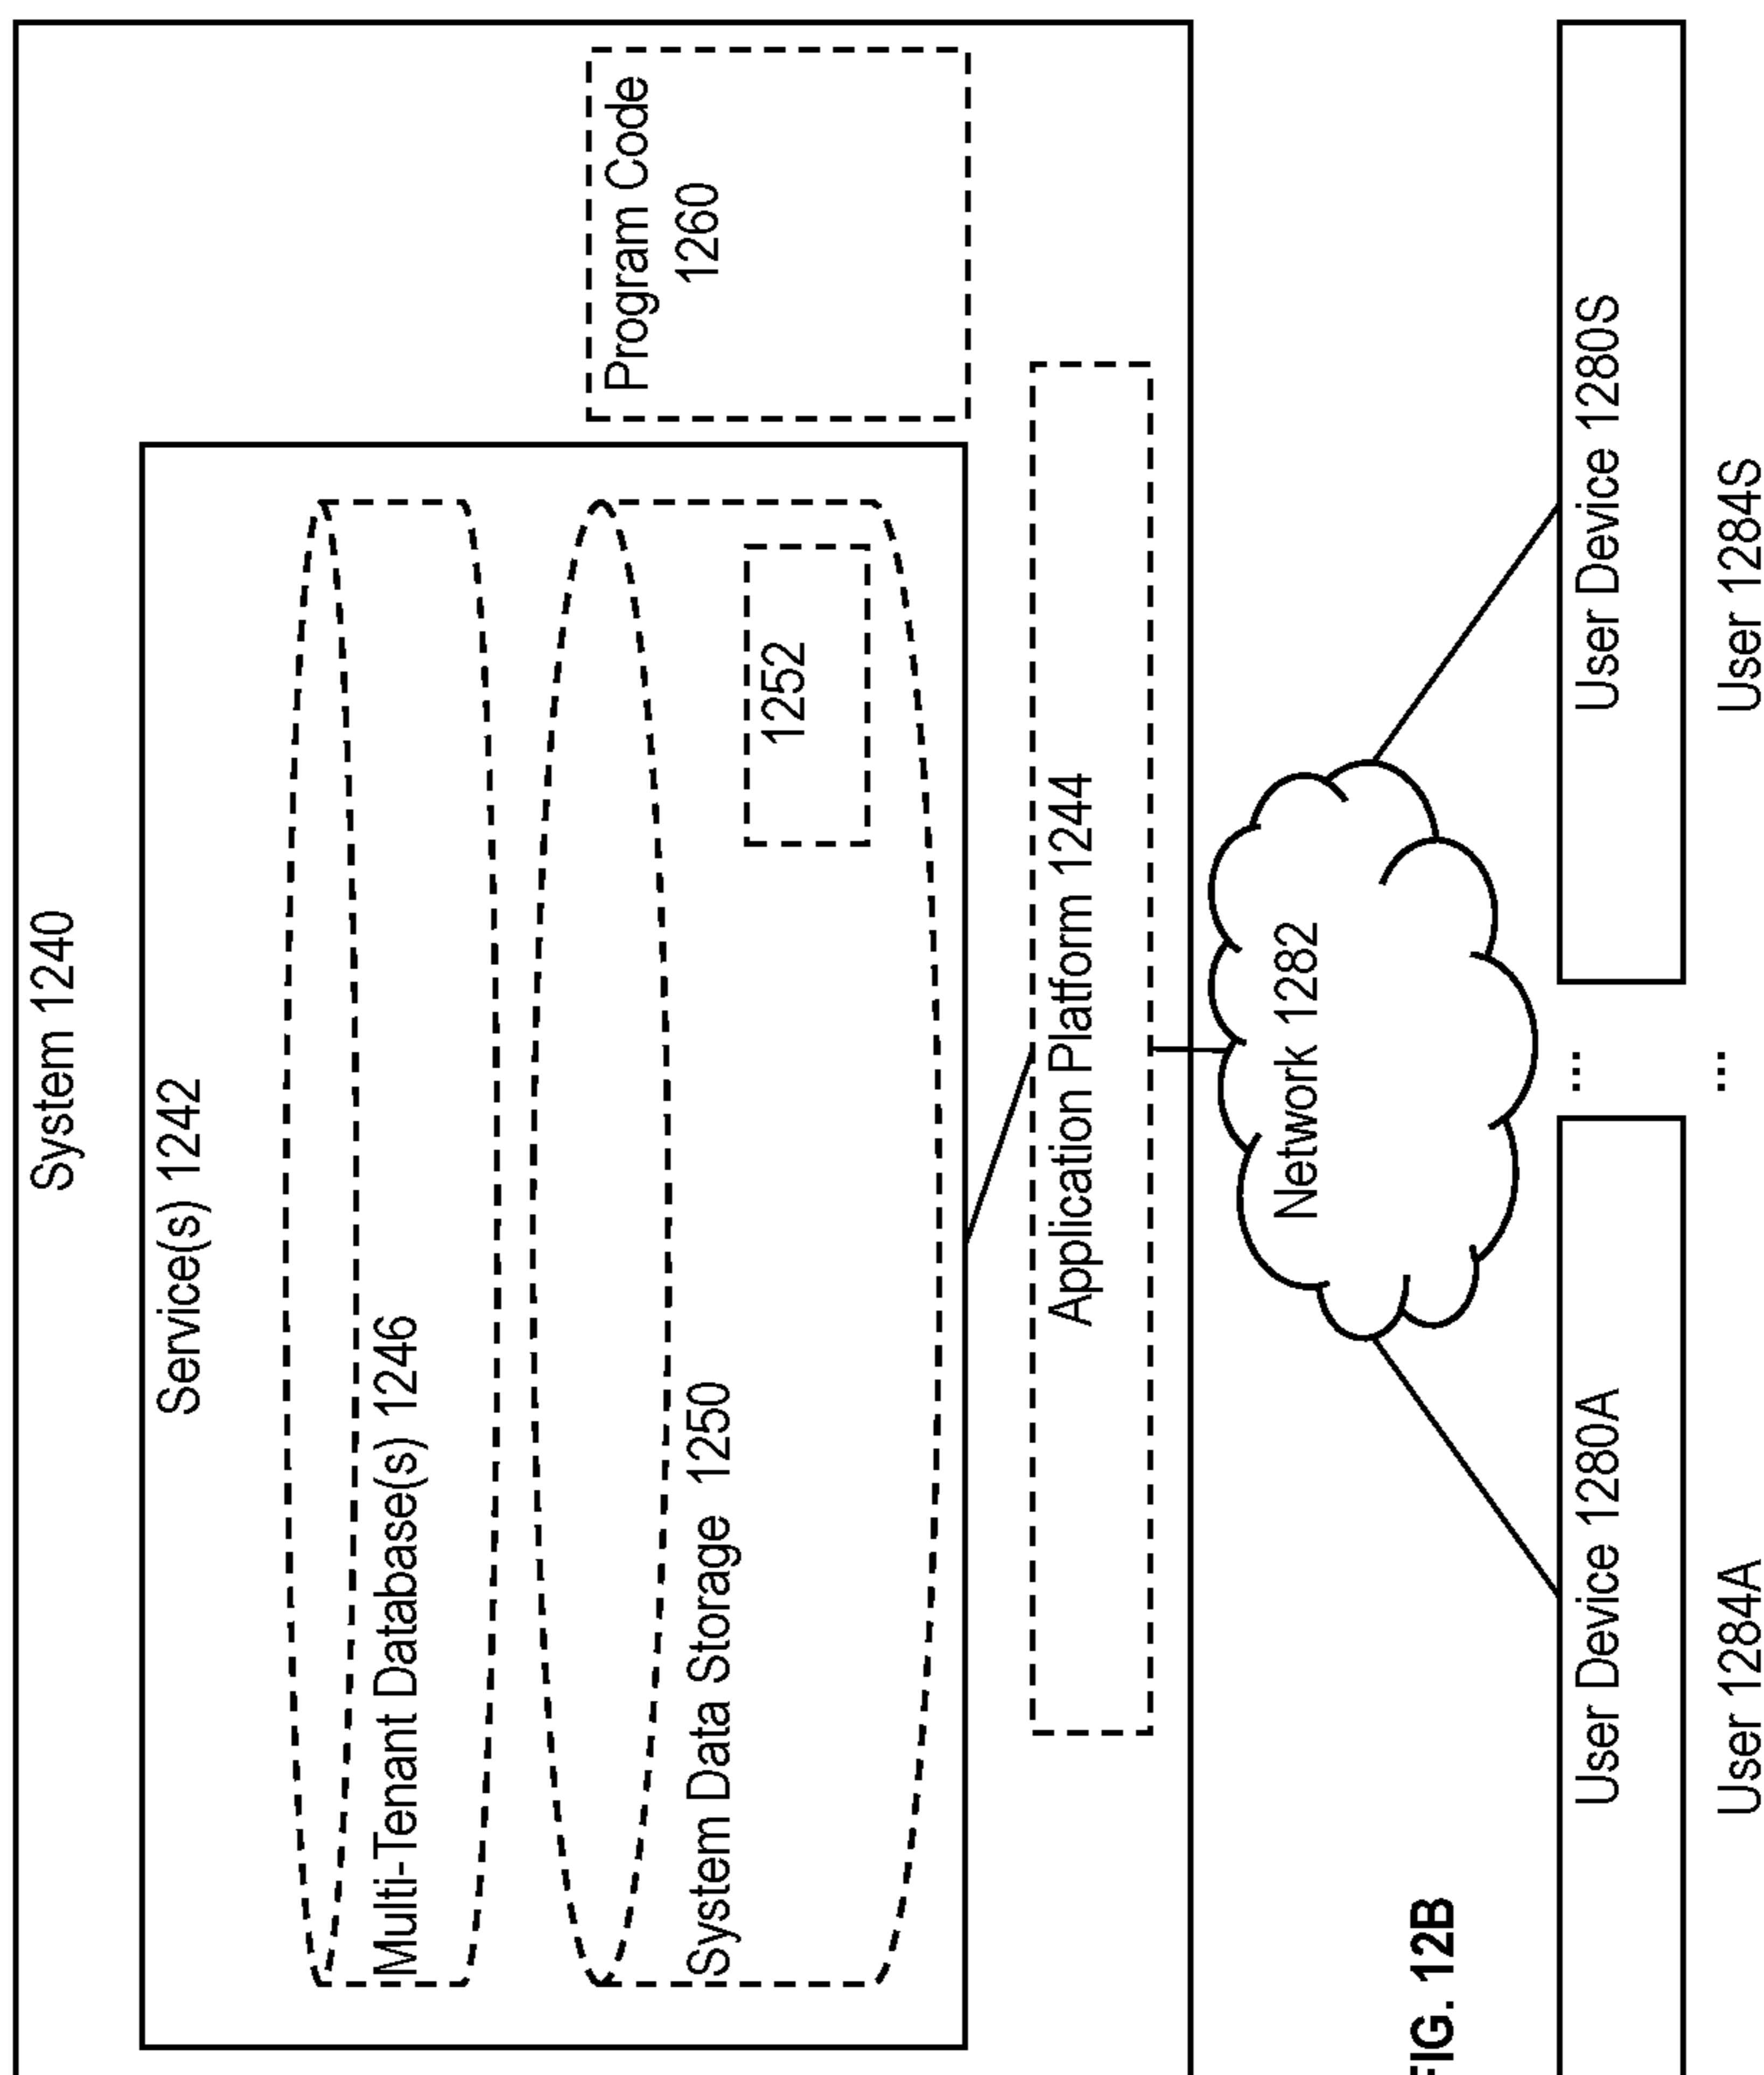 System 1240
Service(s) 1242
Multi-Tenant Database(s) 1246
System Data Storage 1250
1252
Program Code
1260
Application Platform 1244
Network 1282
FIG. 12B
User Device 1280A
...
User Device 1280S
User 1284A
...
User 1284S